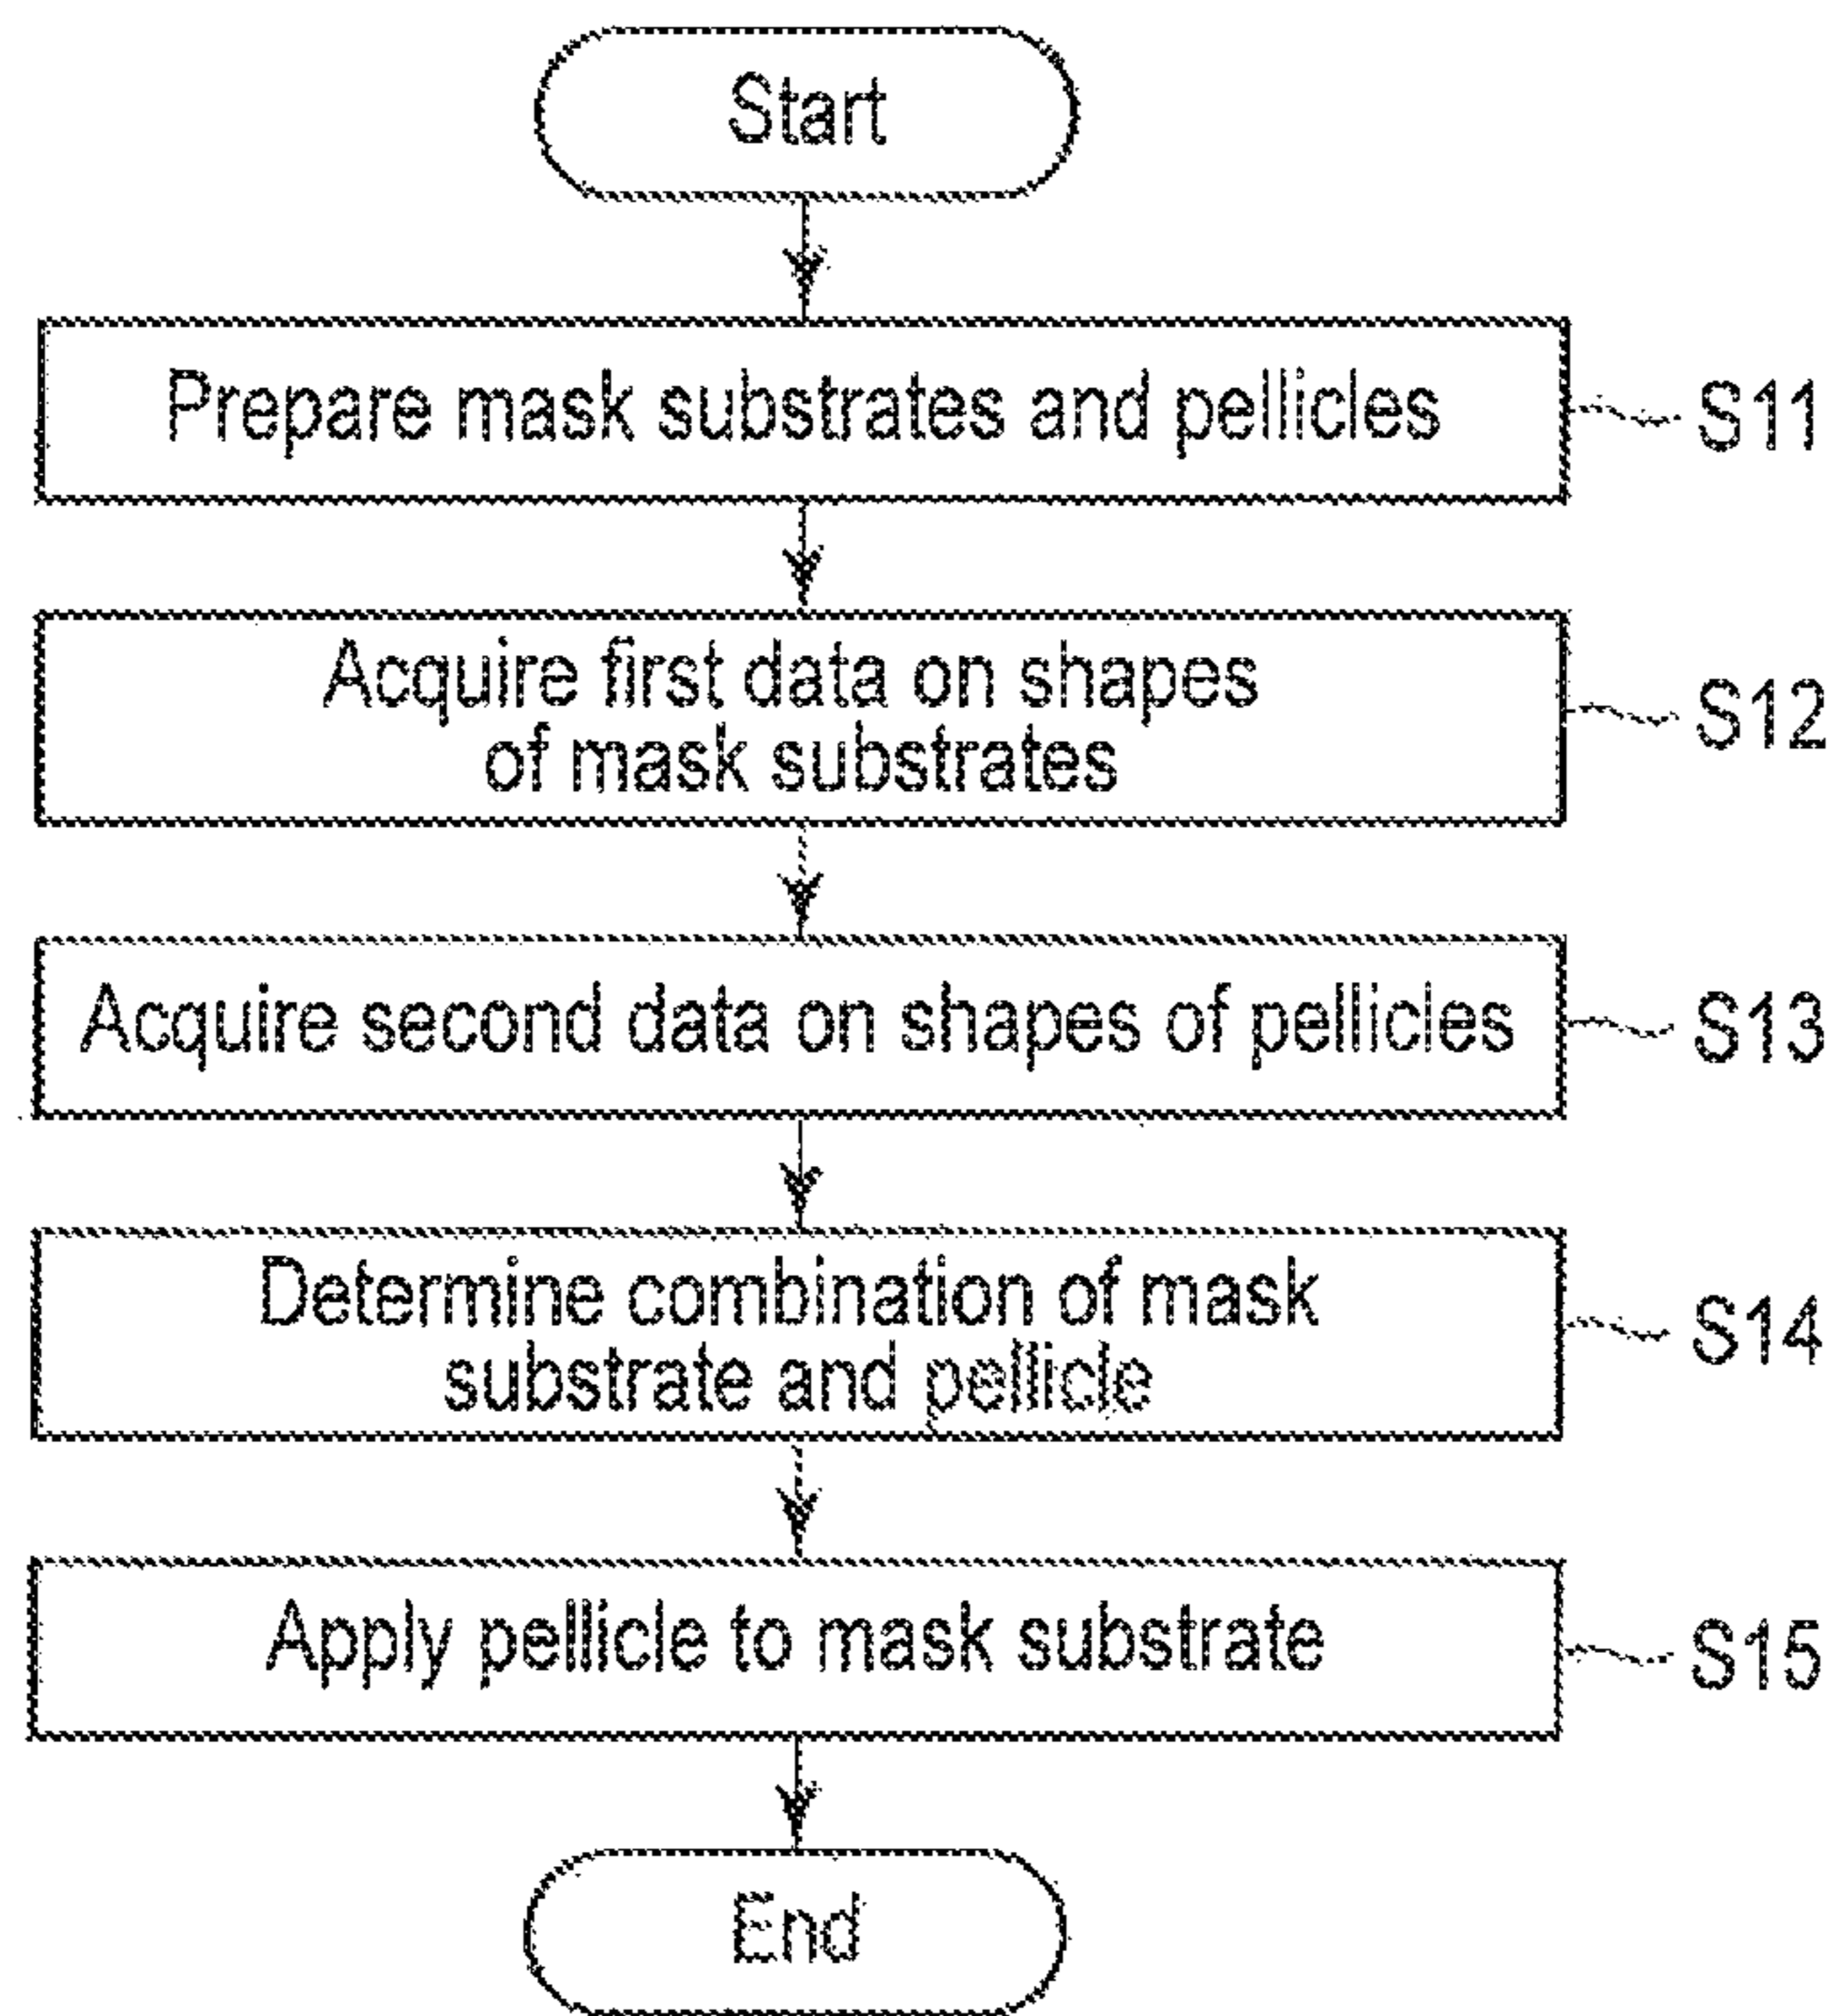 Start
Prepare mask substrates and pellicles
S11
Acquire first data on shapes
of mask substrates
S12
Acquire second data on shapes of pellicles
S13
Determine combination of mask
substrate and pellicle
S14
Apply pellicle to mask substrate
S15
End